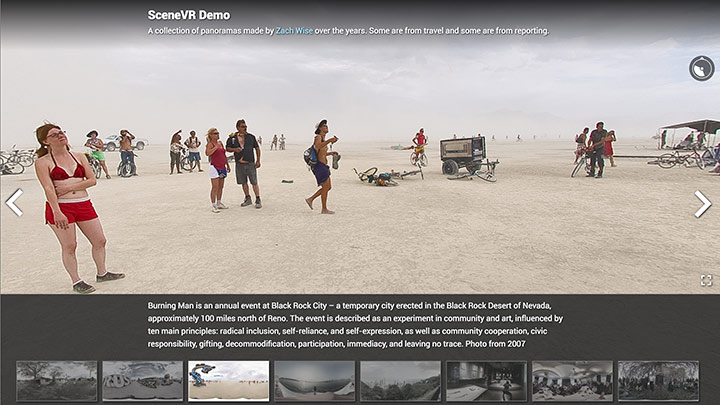 SceneVR Demo
A collection of panoramas made by Zach Wise over the years. Some are from travel and some are from reporting.
Burning Man is an annual event at Black Rock City – a temporary city erected in the Black Rock Desert of Nevada,
approximately 100 miles north of Reno. The event is described as an experiment in community and art, influenced by
ten main principles: radical inclusion, self-reliance, and self-expression, as well as community cooperation, civic
responsibility, gifting, decommodification, participation, immediacy, and leaving no trace. Photo from 2007